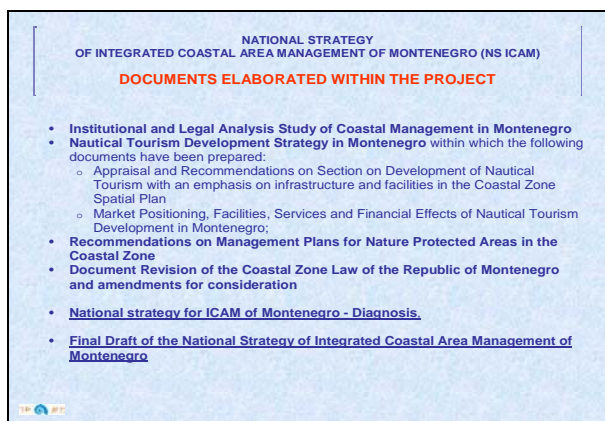 NATIONAL STRATEGY
OF INTEGRATED COASTAL AREA MANAGEMENT OF MONTENEGRO (NS ICAM)
DOCUMENTS ELABORATED WITHIN THE PROJECT
• Institutional and Legal Analysis Study of Coastal Management in Montenegro
• Nautical Tourism Development Strategy in Montenegro within which the following
documents have been prepared:
o Appraisal and Recommendations on Section on Development of Nautical
Tourism with an emphasis on infrastructure and facilities in the Coastal Zone
Spatial Plan
o Market Positioning, Facilities, Services and Financial Effects of Nautical Tourism
Development in Montenegro;
• Recommendations on Management Plans for Nature Protected Areas in the
Coastal Zone
• Document Revision of the Coastal Zone Law of the Republic of Montenegro
and amendments for consideration
• National strategy for ICAM of Montenegro - Diagnosis,
• Final Draft of the National Strategy of Integrated Coastal Area Management of
Montenegro